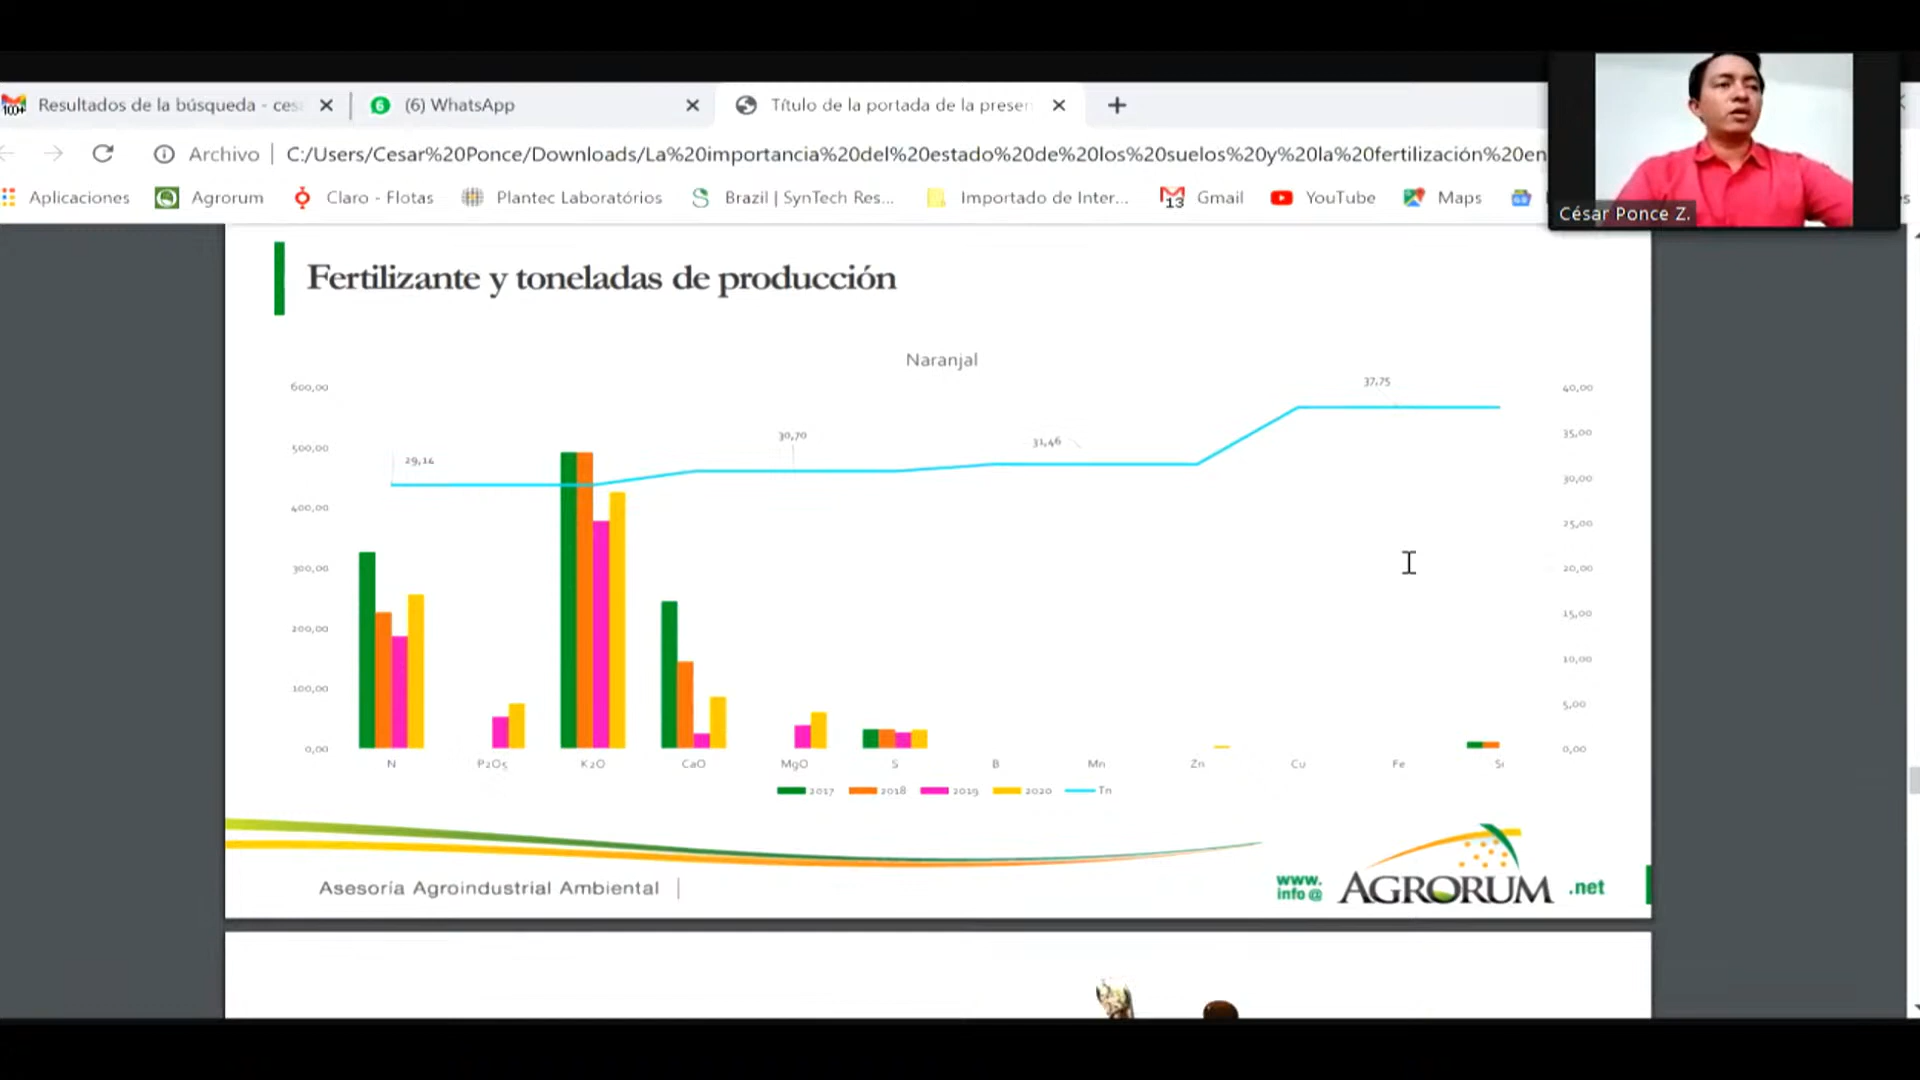 Resultados de la búsqueda - ces
(6) WhatsApp
Título de la portada de la presen
Archivo
C:/Users/Cesar%20Ponce/Downloads/La%20importancia%20del%20estado%20de%20los%20suelos%20y%20la%20fertilización%20en
Aplicaciones
Agrorum
Claro - Flotas
Plantec Laboratórios
Brazil | SynTech Res...
Importado de Inter...
13
Gmail
YouTube
Maps
César Ponce Z.
Fertilizante y toneladas de producción
Naranjal
600,00
500,00
400,00
300,00
200,00
100,00
0,00
29,14
30,70
31,46
37,75
40,00
35,00
30,00
25,00
20,00
15,00
10,00
5,00
0,00
N P2O5 K2O CaO MgO S B Mn Zn Cu Fe Si
2017 2018 2019 2020 Tn
Asesoría Agroindustrial Ambiental
www.
info@
AGRORUM
.net